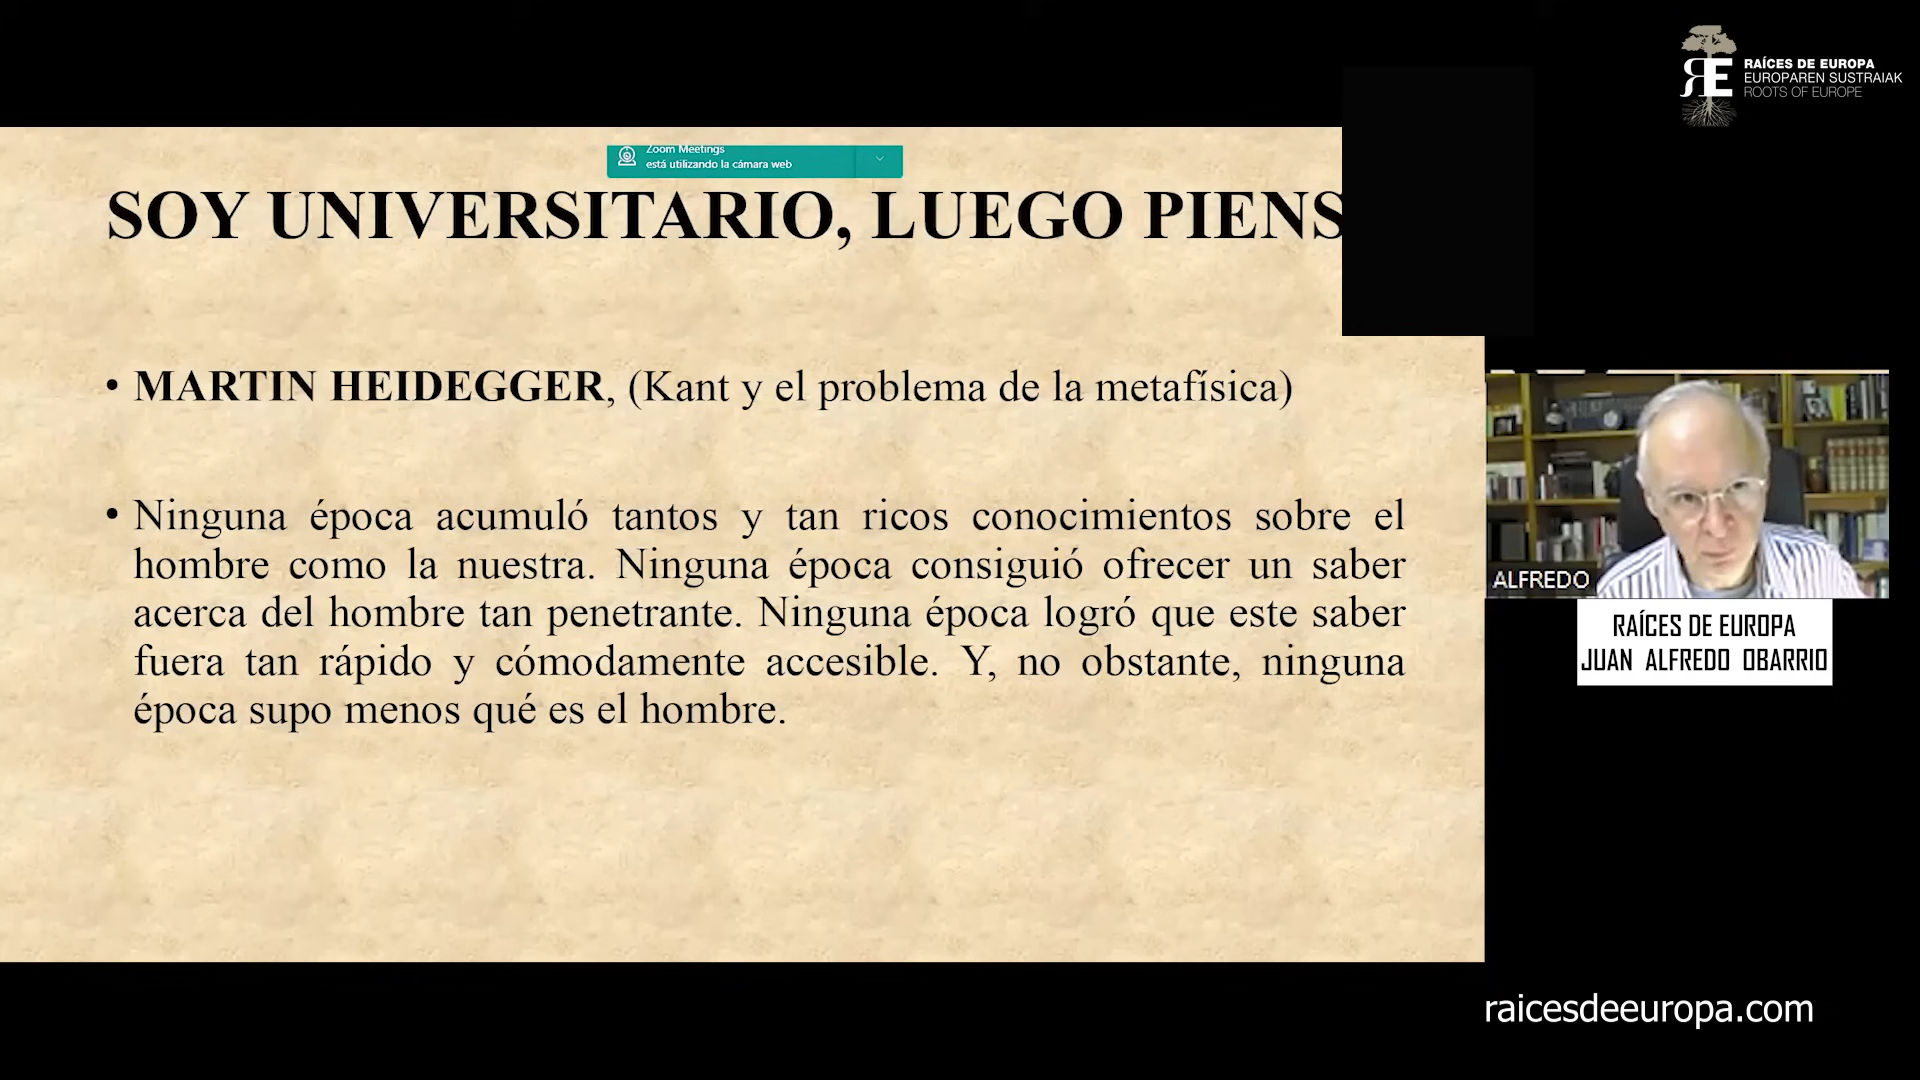 RAÍCES DE EUROPA
EUROPAREN SUSTRAIAK
ROOTS OF EUROPE
RE
Zoom Meetings
está utilizando la cámara web
SOY UNIVERSITARIO, LUEGO PIENS
• MARTIN HEIDEGGER, (Kant y el problema de la metafísica)
• Ninguna época acumuló tantos y tan ricos conocimientos sobre el
hombre como la nuestra. Ninguna época consiguió ofrecer un saber
acerca del hombre tan penetrante. Ninguna época logró que este saber
fuera tan rápido y cómodamente accesible. Y, no obstante, ninguna
época supo menos qué es el hombre.
ALFREDO
RAÍCES DE EUROPA
JUAN ALFREDO OBARRIO
raicesdeeuropa.com